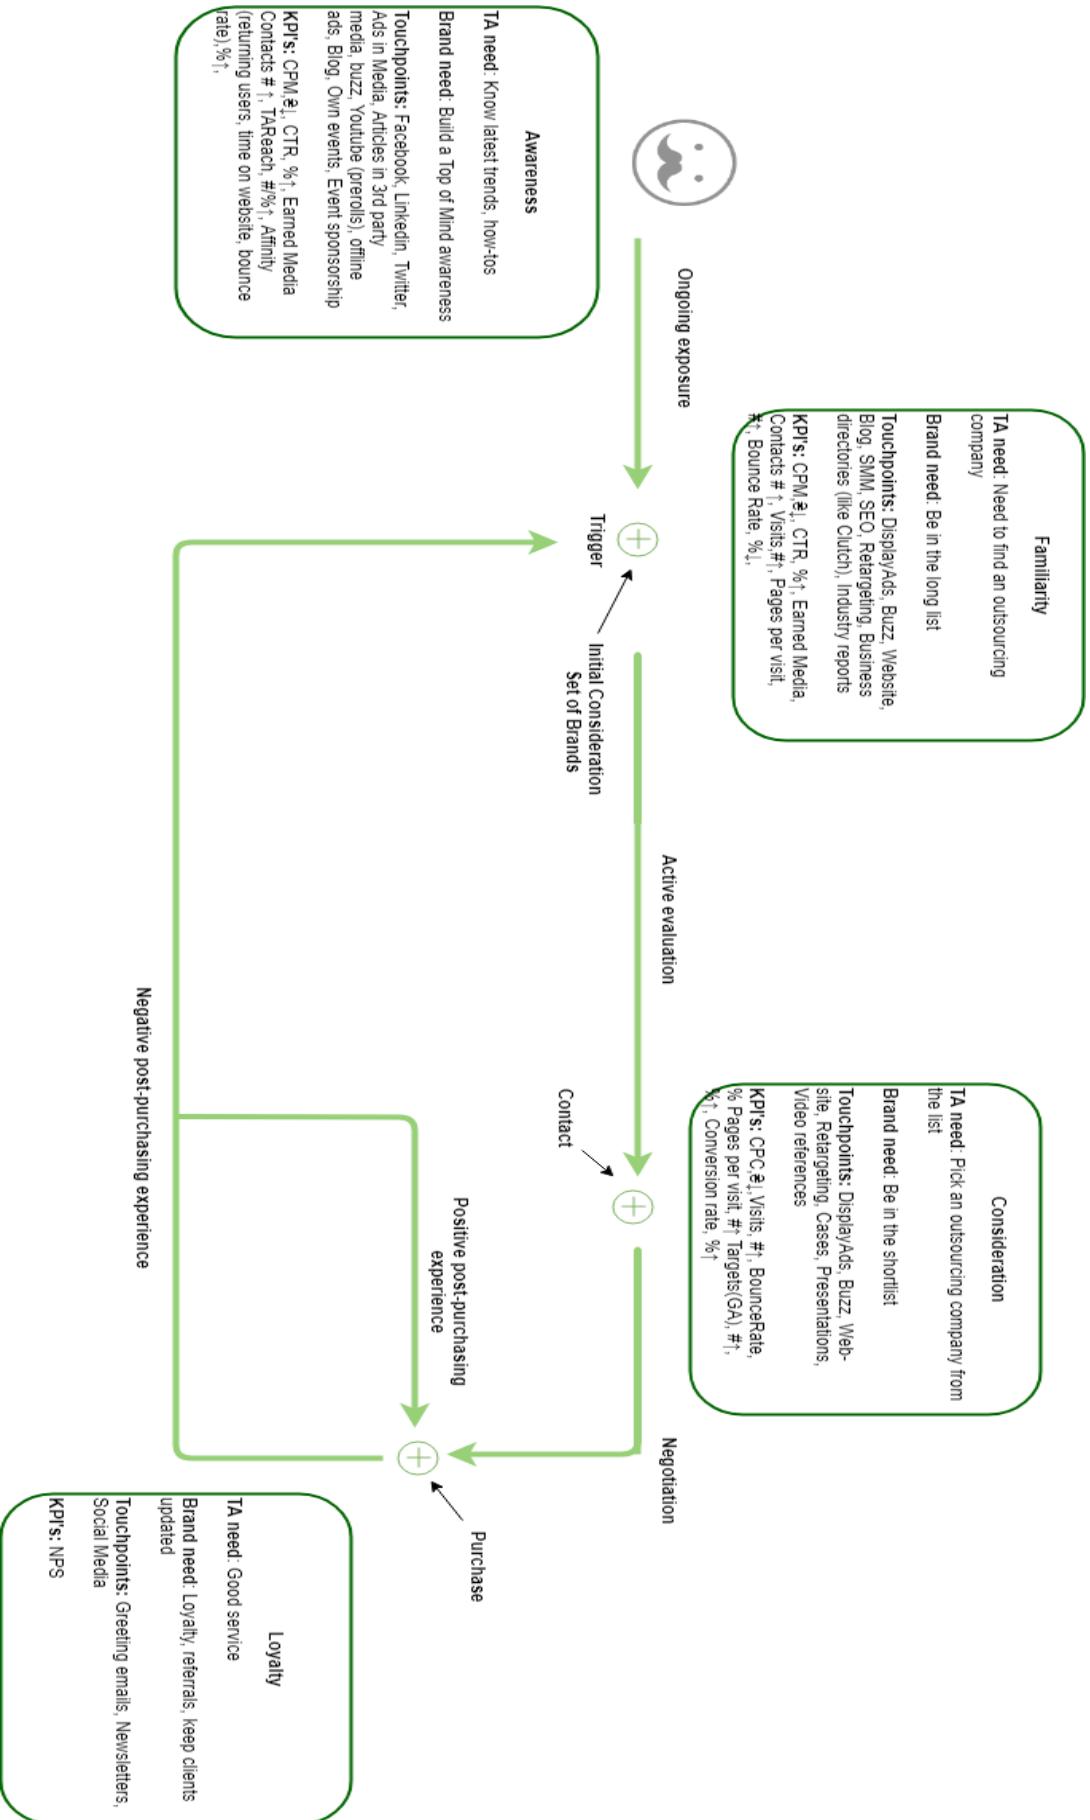 Familiarity
TA need: Need to find an outsourcing
company
Brand need: Be in the long list
Touchpoints: DisplayAds, Buzz, Website,
Blog, SMM, SEO, Retargeting, Business
directories (like Clutch), Industry reports
KPI's: CPM,₴↓, CTR, %↑, Earned Media,
Contacts # ↑, Visits,#↑, Pages per visit,
#↑, Bounce Rate, %↓,
Consideration
TA need: Pick an outsourcing company from
the list
Brand need: Be in the shortlist
Touchpoints: DisplayAds, Buzz, Web-
site, Retargeting, Cases, Presentations,
Video references
KPI's: CPC,₴↓,Visits, #↑, BounceRate,
% Pages per visit, #↑ Targets(GA), #↑,
%↑, Conversion rate, %↑
Ongoing exposure
Active evaluation
Negotiation
Trigger
Initial Consideration
Set of Brands
Contact
Awareness
TA need: Know latest trends, how-tos
Brand need: Build a Top of Mind awareness
Touchpoints: Facebook, Linkedin, Twitter,
Ads in Media, Articles in 3rd party
media, buzz, Youtube (prerolls), offline
ads, Blog, Own events, Event sponsorship
KPI's: CPM,₴↓, CTR, %↑, Earned Media
Contacts # ↑, TAReach, #/%↑, Affinity
(returning users, time on website, bounce
rate),%↑,
Positive post-purchasing
experience
Purchase
Negative post-purchasing experience
Loyalty
TA need: Good service
Brand need: Loyalty, referrals, keep clients
updated
Touchpoints: Greeting emails, Newsletters,
Social Media
KPI's: NPS